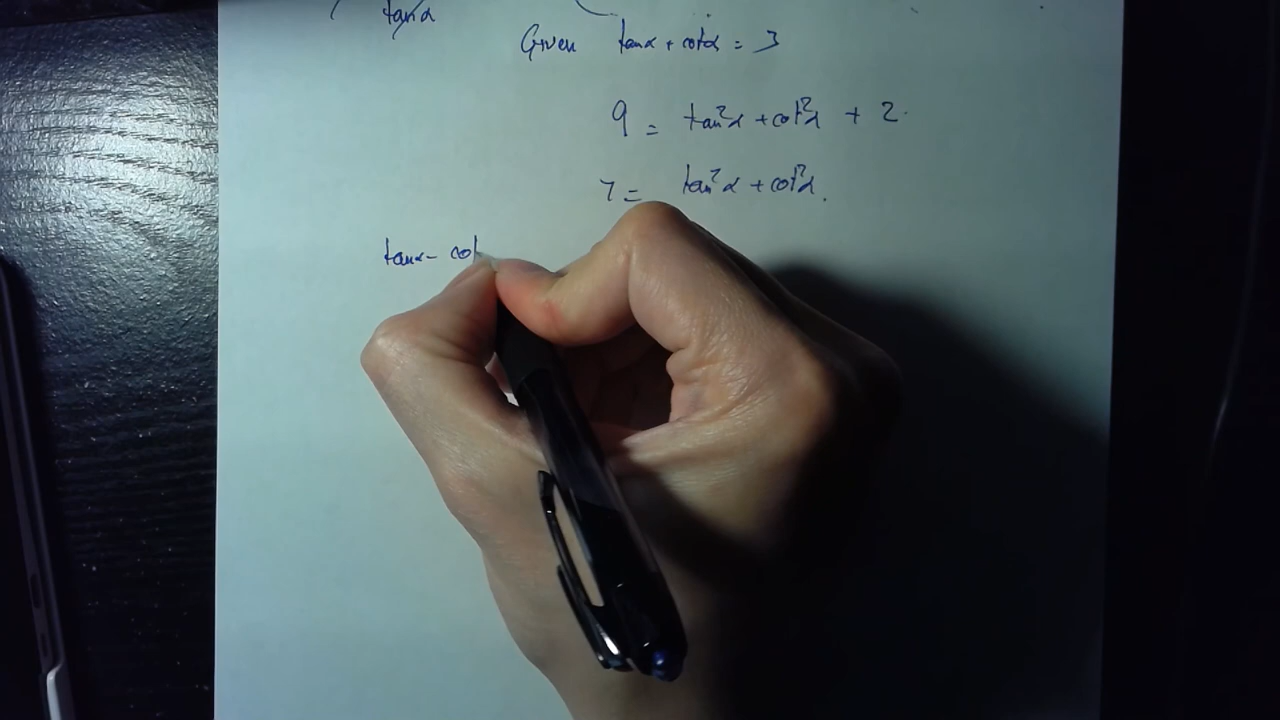 tanα
Given tanα + cotα = 3
9 = tan²α + cot²α + 2.
7 = tan²α + cot²α.
tanα - cot